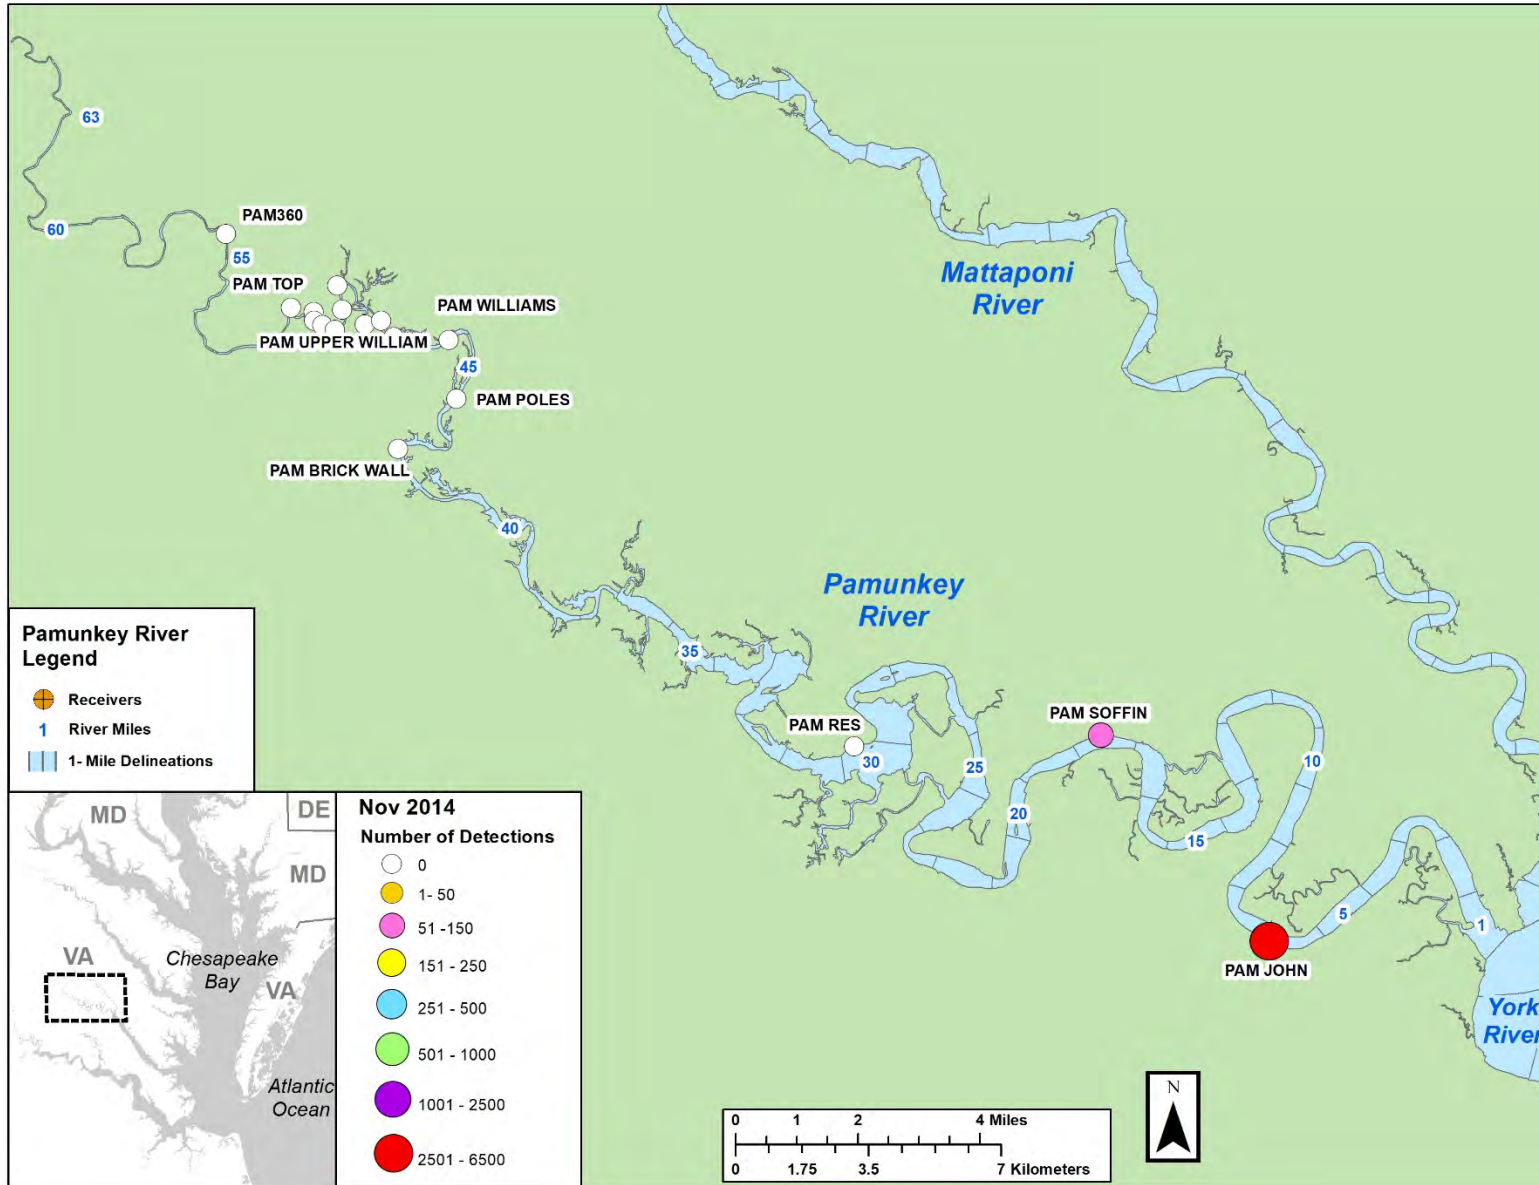 63
60
PAM360
55
PAM TOP
PAM WILLIAMS
PAM UPPER WILLIAM
45
PAM POLES
PAM BRICK WALL
40
Mattaponi
River
Pamunkey
River
35
PAM RES
30
25
PAM SOFFIN
20
15
10
5
1
PAM JOHN
York
River
Pamunkey River
Legend
Receivers
1 River Miles
1- Mile Delineations
MD
DE
MD
VA
Chesapeake
Bay
VA
Atlantic
Ocean
Nov 2014
Number of Detections
0
1- 50
51 -150
151 - 250
251 - 500
501 - 1000
1001 - 2500
2501 - 6500
0 1 2 4 Miles
0 1.75 3.5 7 Kilometers
N